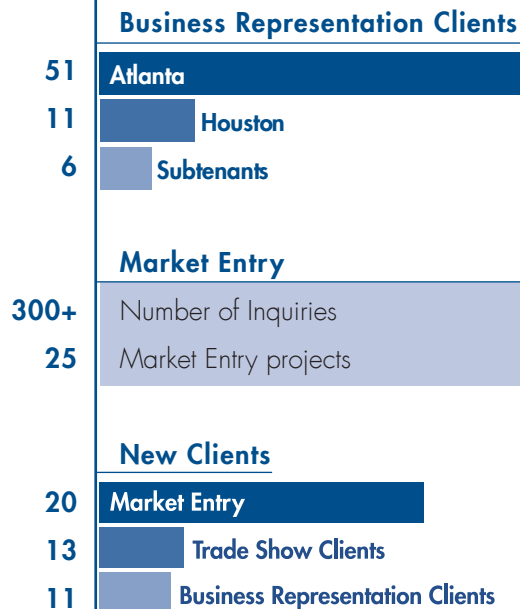 Business Representation Clients
51 Atlanta
11 Houston
6 Subtenants
Market Entry
300+ Number of Inquiries
25 Market Entry projects
New Clients
20 Market Entry
13 Trade Show Clients
11 Business Representation Clients